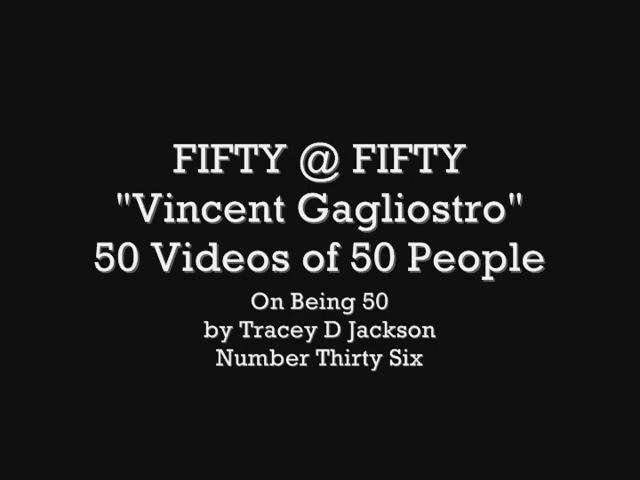 FIFTY @ FIFTY
"Vincent Gagliostro"
50 Videos of 50 People
On Being 50
by Tracey D Jackson
Number Thirty Six